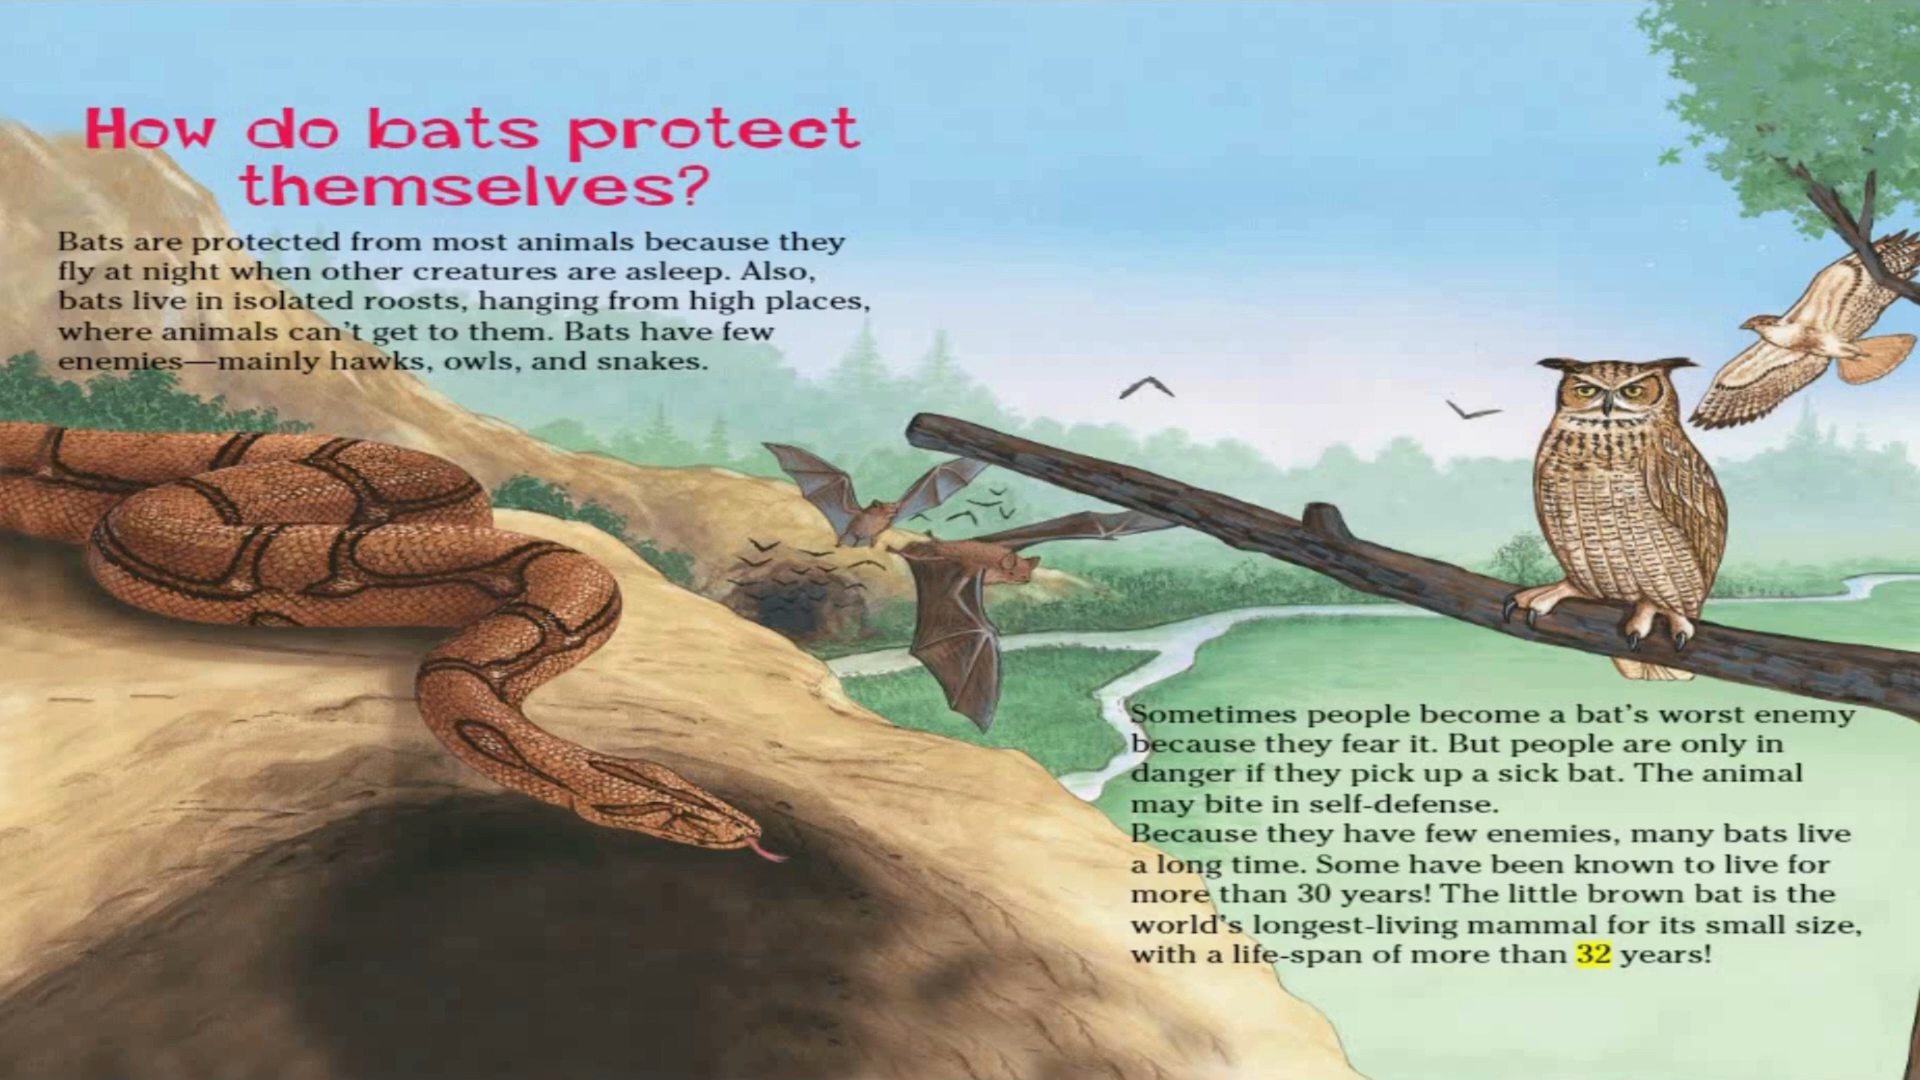 How do bats protect
themselves?
Bats are protected from most animals because they
fly at night when other creatures are asleep. Also,
bats live in isolated roosts, hanging from high places,
where animals can't get to them. Bats have few
enemies—mainly hawks, owls, and snakes.
Sometimes people become a bat's worst enemy
because they fear it. But people are only in
danger if they pick up a sick bat. The animal
may bite in self-defense.
Because they have few enemies, many bats live
a long time. Some have been known to live for
more than 30 years! The little brown bat is the
world's longest-living mammal for its small size,
with a life-span of more than 32 years!